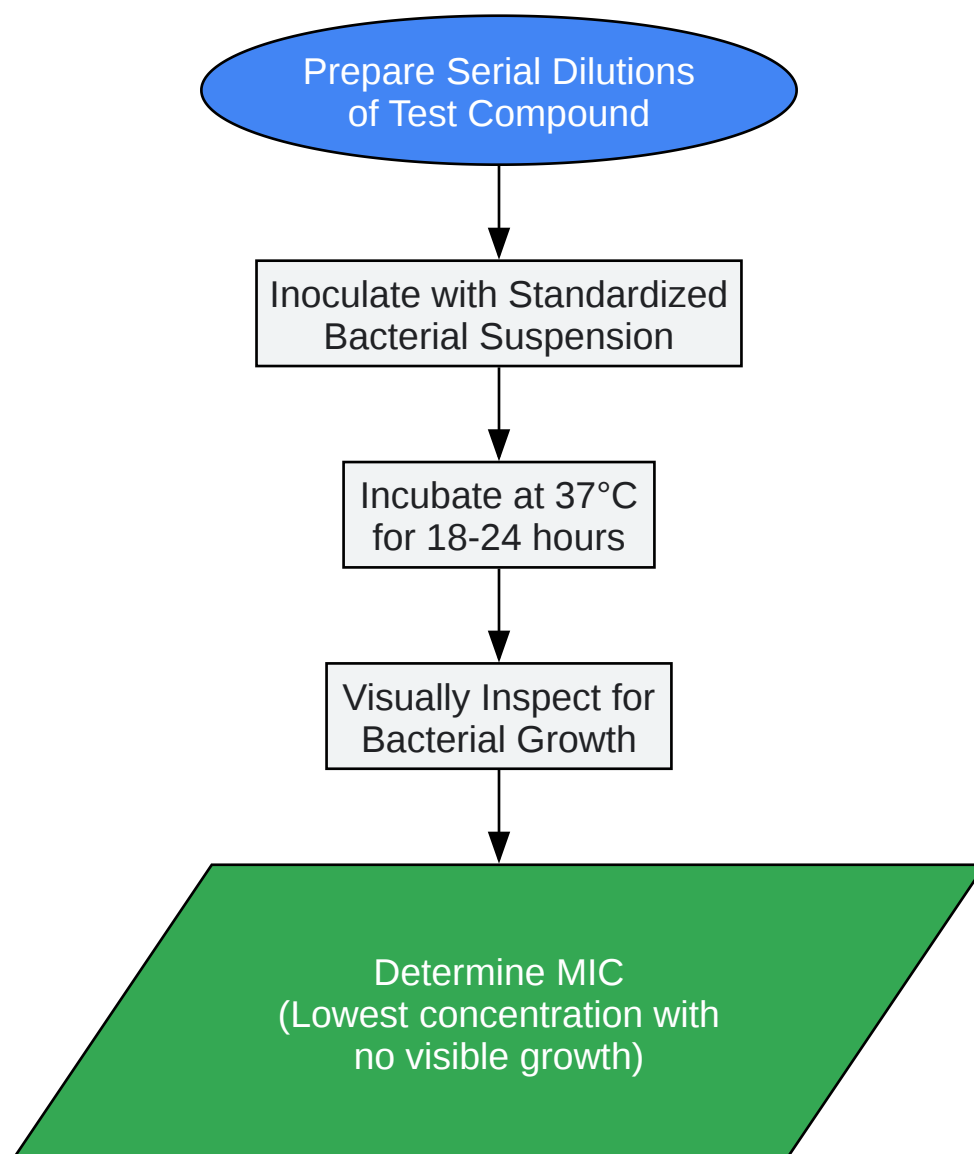 Prepare Serial Dilutions
of Test Compound
Inoculate with Standardized
Bacterial Suspension
Incubate at 37°C
for 18-24 hours
Visually Inspect for
Bacterial Growth
Determine MIC
(Lowest concentration with
no visible growth)